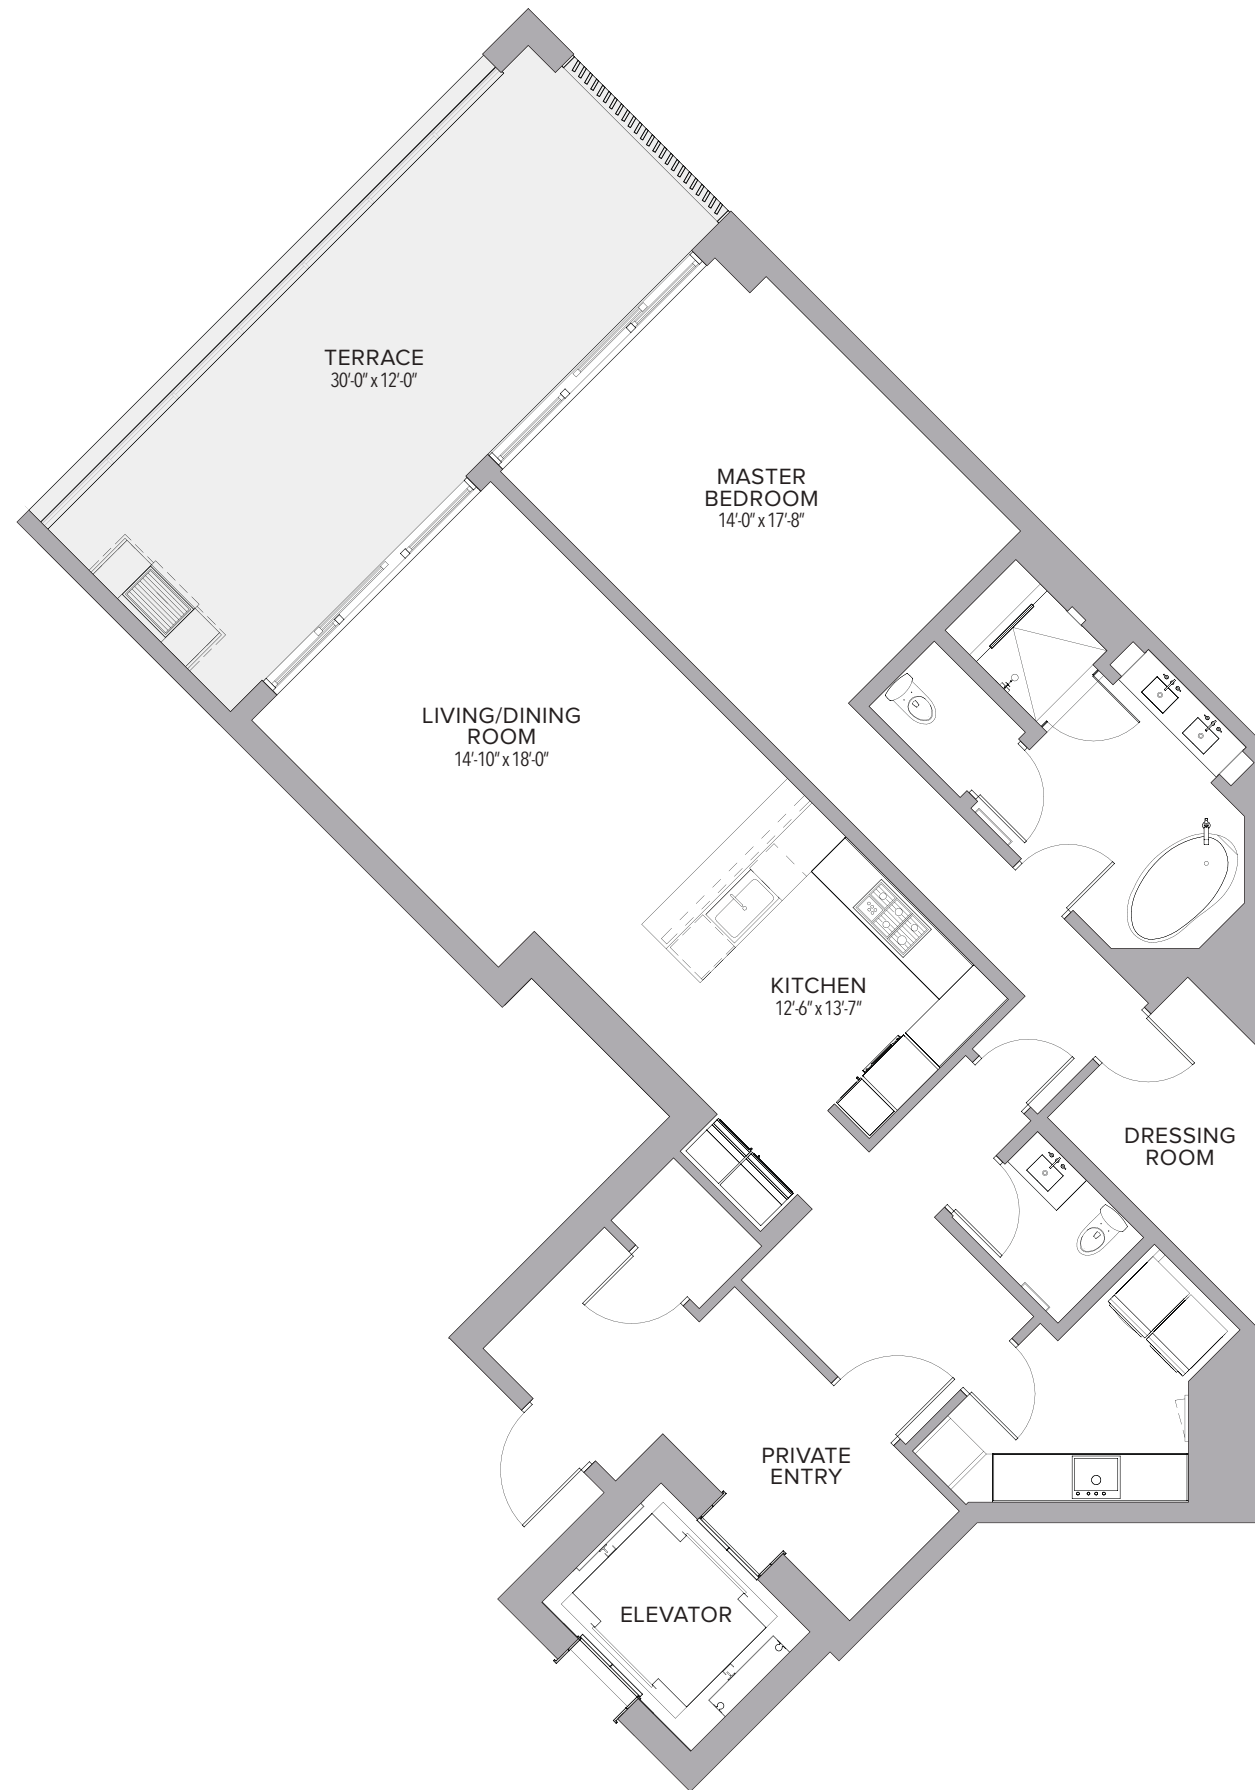 TERRACE
30'-0" x 12'-0"
MASTER
BEDROOM
14'-0" x 17'-8"
LIVING/DINING
ROOM
14'-10" x 18'-0"
KITCHEN
12'-6" x 13'-7"
DRESSING
ROOM
PRIVATE
ENTRY
ELEVATOR